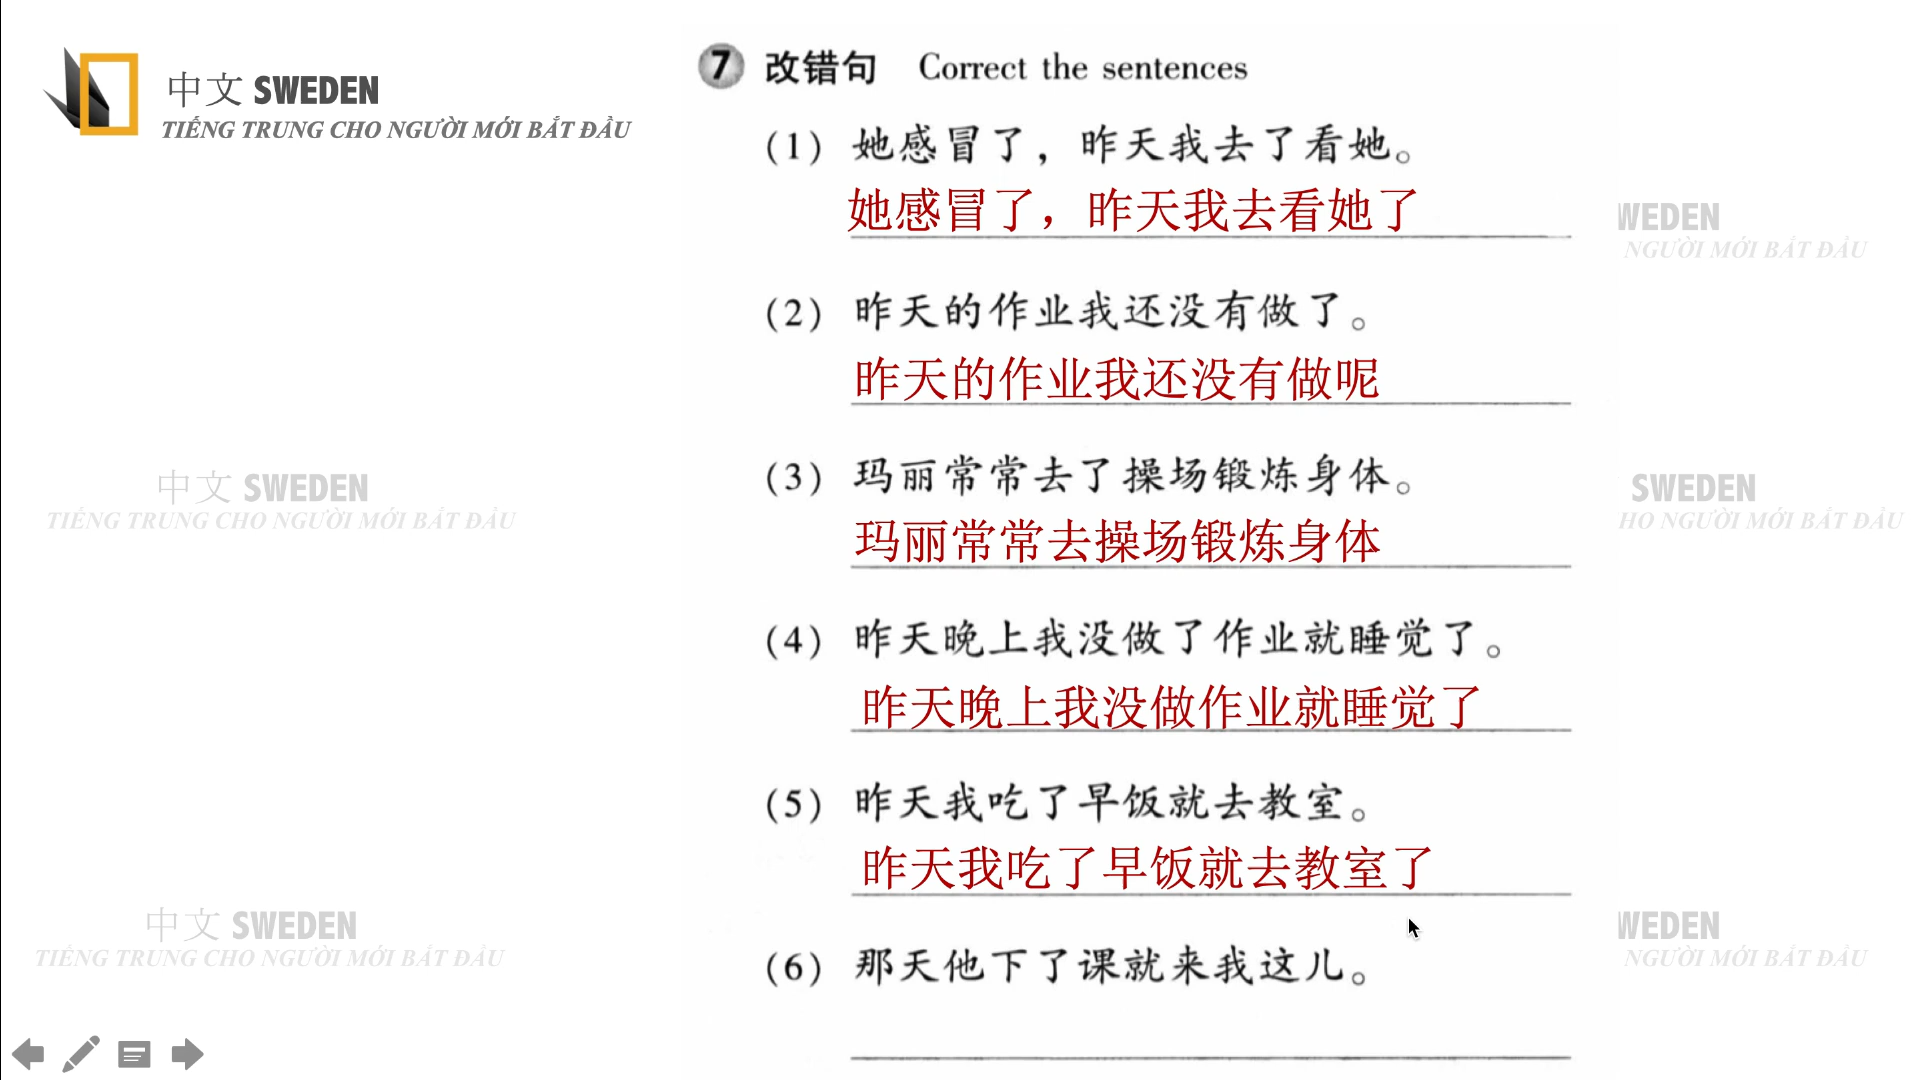 中文 SWEDEN
TIẾNG TRUNG CHO NGƯỜI MỚI BẮT ĐẦU
7 改错句 Correct the sentences
(1) 她感冒了，昨天我去了看她。
她感冒了，昨天我去看她了
(2) 昨天的作业我还没有做了。
昨天的作业我还没有做呢
(3) 玛丽常常去了操场锻炼身体。
玛丽常常去操场锻炼身体
(4) 昨天晚上我没做了作业就睡觉了。
昨天晚上我没做作业就睡觉了
(5) 昨天我吃了早饭就去教室。
昨天我吃了早饭就去教室了
(6) 那天他下了课就来我这儿。
中文 SWEDEN
TIẾNG TRUNG CHO NGƯỜI MỚI BẮT ĐẦU
中文 SWEDEN
TIẾNG TRUNG CHO NGƯỜI MỚI BẮT ĐẦU
WEDEN
NGƯỜI MỚI BẮT ĐẦU
SWEDEN
HO NGƯỜI MỚI BẮT ĐẦU
WEDEN
NGƯỜI MỚI BẮT ĐẦU